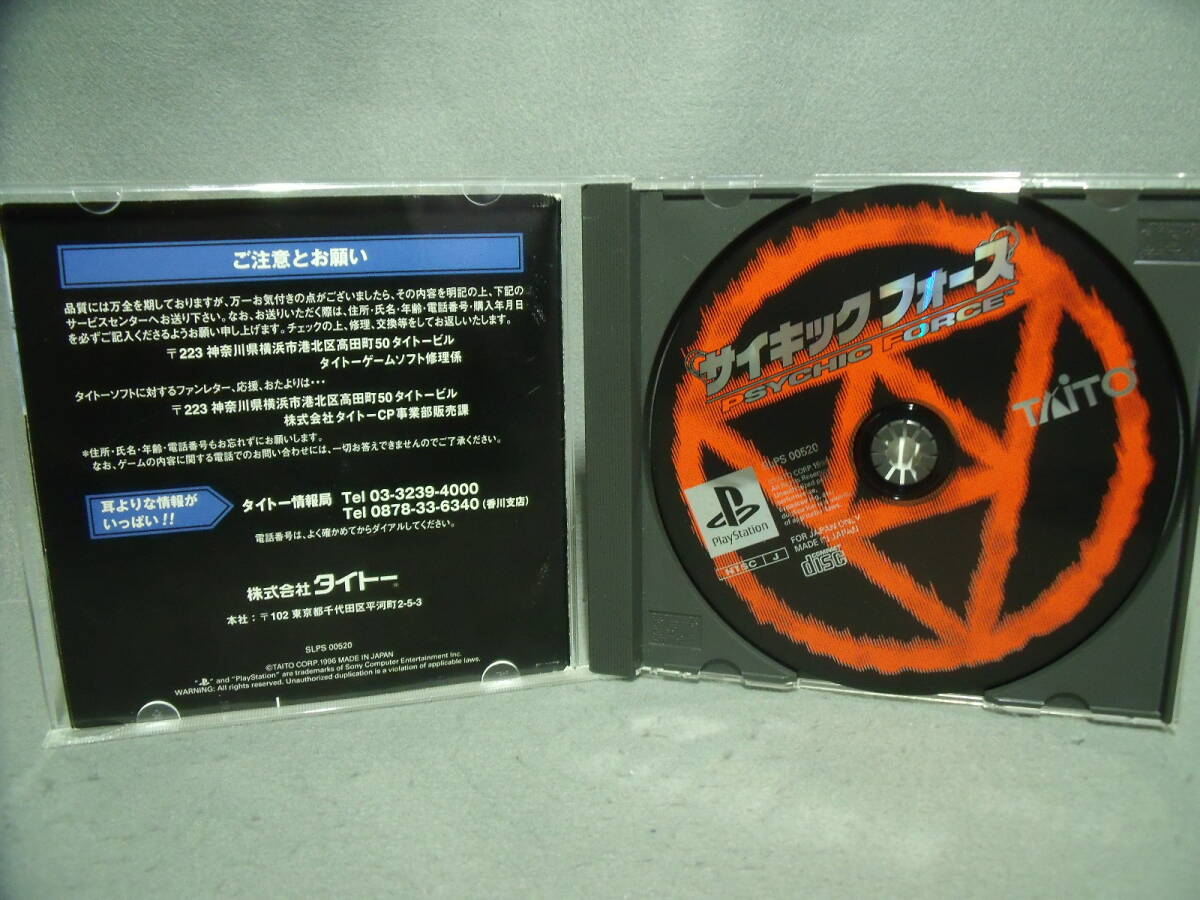 ご注意とお願い
品質には万全を期しておりますが、万一お気付きの点がございましたら、その内容を明記の上、下記の
サービスセンターへお送り下さい。なお、お送りいただく際は、住所・氏名・年齢・電話番号・購入年月日
を必ずご記入くださるようお願い申し上げます。チェックの上、修理、交換等をしてお返しいたします。
〒223 神奈川県横浜市港北区高田町50 タイトービル
タイトーゲームソフト修理係
タイトーソフトに対するファンレター、応援、おたよりは・・・
〒223 神奈川県横浜市港北区高田町50 タイトービル
株式会社タイトーCP事業部販売課
*住所・氏名・年齢・電話番号もお忘れずにお願いします。
なお、ゲームの内容に関する電話でのお問い合わせには、一切お答えできませんのでご了承ください。
耳よりな情報が
いっぱい!!
タイトー情報局 Tel 03-3239-4000
Tel 0878-33-6340 (香川支店)
電話番号は、よく確かめてからダイアルしてください。
株式会社タイトー®
本社：〒102 東京都千代田区平河町2-5-3
SLPS 00520
©TAITO CORP. 1996 MADE IN JAPAN
" " and "PlayStation" are trademarks of Sony Computer Entertainment Inc.
WARNING: All rights reserved. Unauthorized duplication is a violation of applicable laws.
サイキックフォース
PSYCHIC FORCE
TAITO
SLPS 00520
PlayStation
NTSC J
FOR JAPAN ONLY
MADE IN JAPAN
COMPACT
disc